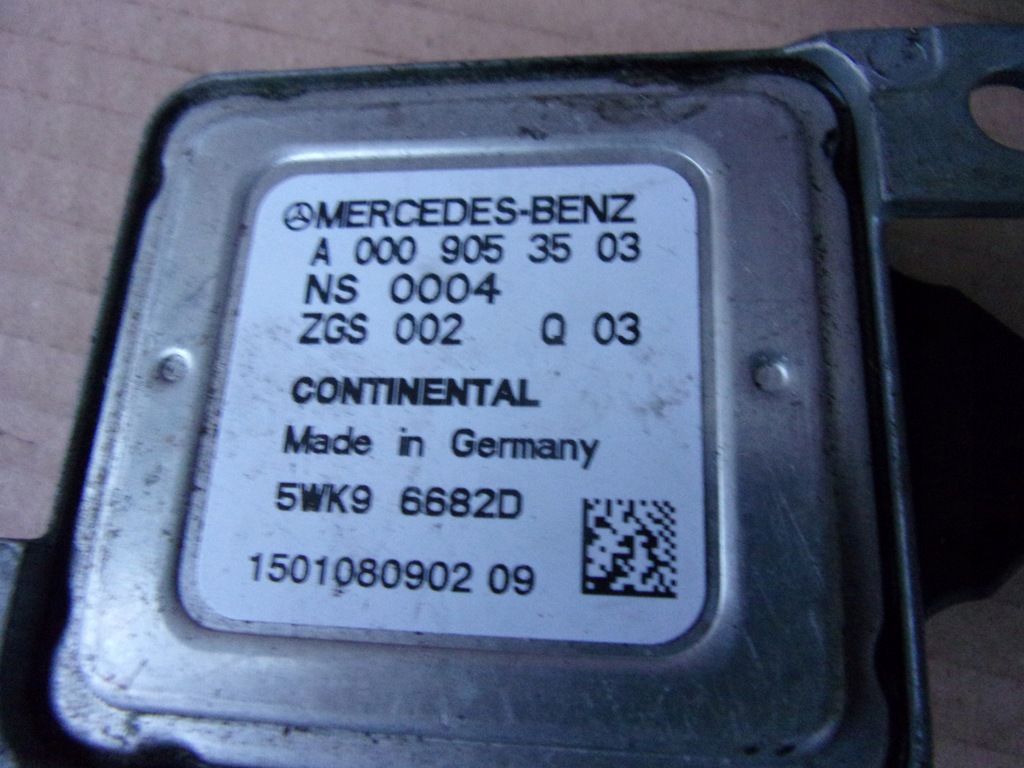 MERCEDES-BENZ
A 000 905 35 03
NS 0004
ZGS 002 Q 03
CONTINENTAL
Made in Germany
5WK9 6682D
1501080902 09